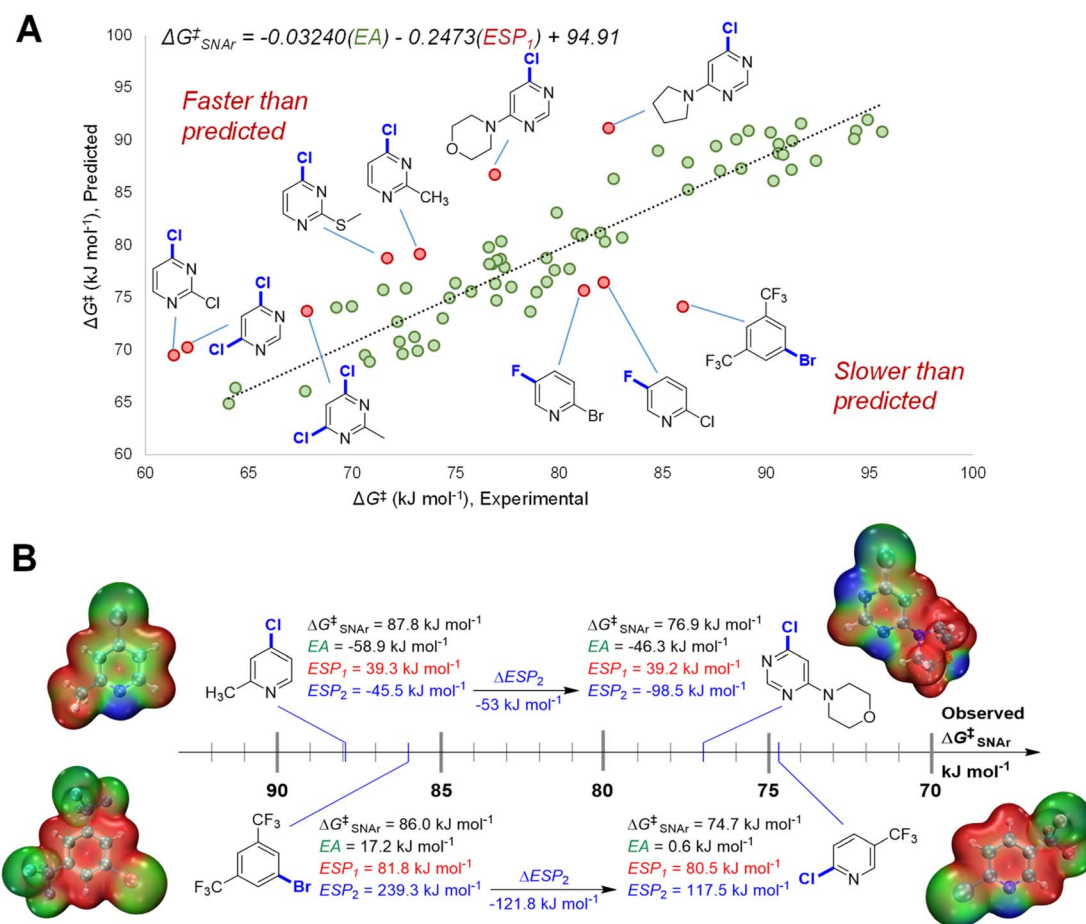 A
ΔG‡SNAr = -0.03240(EA) - 0.2473(ESP1) + 94.91
Faster than
predicted
Slower than
predicted
100
95
90
85
80
75
70
65
60
60 65 70 75 80 85 90 95 100
ΔG‡ (kJ mol-1), Predicted
ΔG‡ (kJ mol-1), Experimental
Cl
N
N
Cl
Cl
N
N
Cl
Cl
N
N
S
Cl
N
N
CH3
Cl
N
N
N
O
Cl
N
N
N
Cl
N
N
Cl
F
N
Br
F
N
Cl
CF3
F3C
Br
B
Cl
H3C
N
ΔG‡SNAr = 87.8 kJ mol-1
EA = -58.9 kJ mol-1
ESP1 = 39.3 kJ mol-1
ESP2 = -45.5 kJ mol-1
ΔESP2
-53 kJ mol-1
ΔG‡SNAr = 76.9 kJ mol-1
EA = -46.3 kJ mol-1
ESP1 = 39.2 kJ mol-1
ESP2 = -98.5 kJ mol-1
Cl
N
N
N
O
Observed
ΔG‡SNAr
kJ mol-1
90 85 80 75 70
CF3
F3C
Br
ΔG‡SNAr = 86.0 kJ mol-1
EA = 17.2 kJ mol-1
ESP1 = 81.8 kJ mol-1
ESP2 = 239.3 kJ mol-1
ΔESP2
-121.8 kJ mol-1
ΔG‡SNAr = 74.7 kJ mol-1
EA = 0.6 kJ mol-1
ESP1 = 80.5 kJ mol-1
ESP2 = 117.5 kJ mol-1
CF3
Cl
N